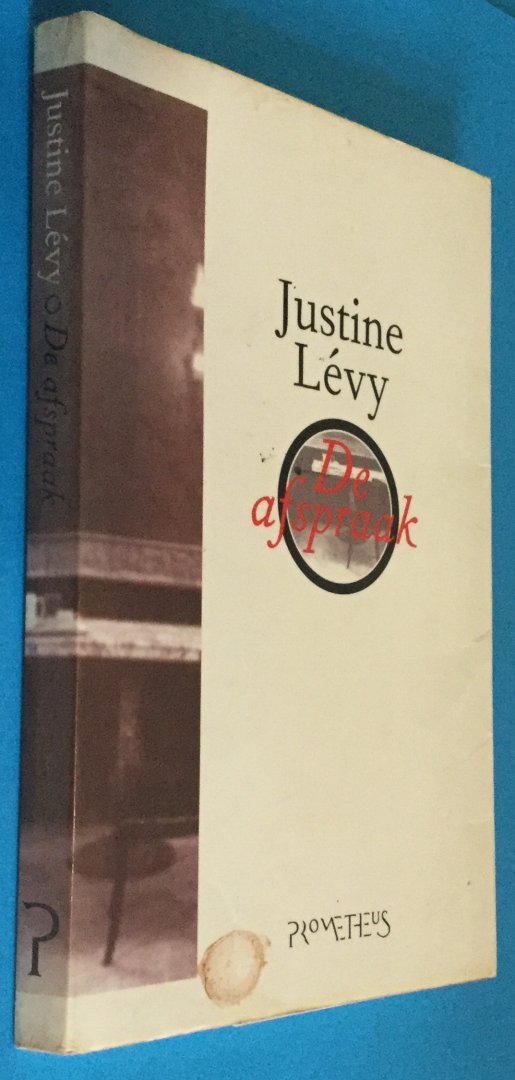 Justine Lévy De afspraak
P
Justine
Lévy
De
afspraak
PROMETHEUS